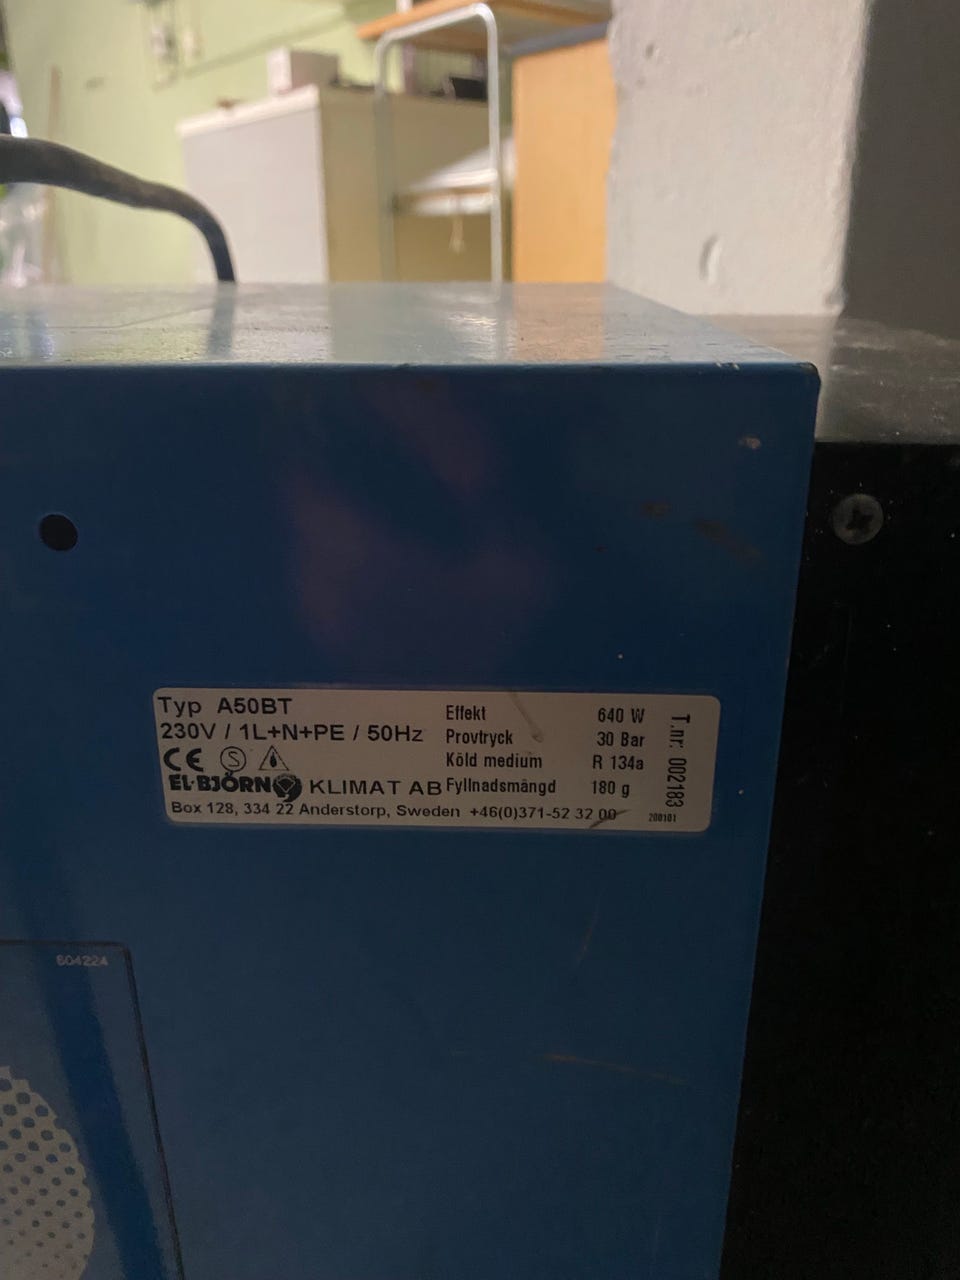 Typ A50BT
230V / 1L+N+PE / 50Hz
CE S
EL·BJÖRN KLIMAT AB
Box 128, 334 22 Anderstorp, Sweden +46(0)371-52 32 00
Effekt 640 W
Provtryck 30 Bar
Köld medium R 134a
Fyllnadsmängd 180 g
T.nr: 002183
200101
604224